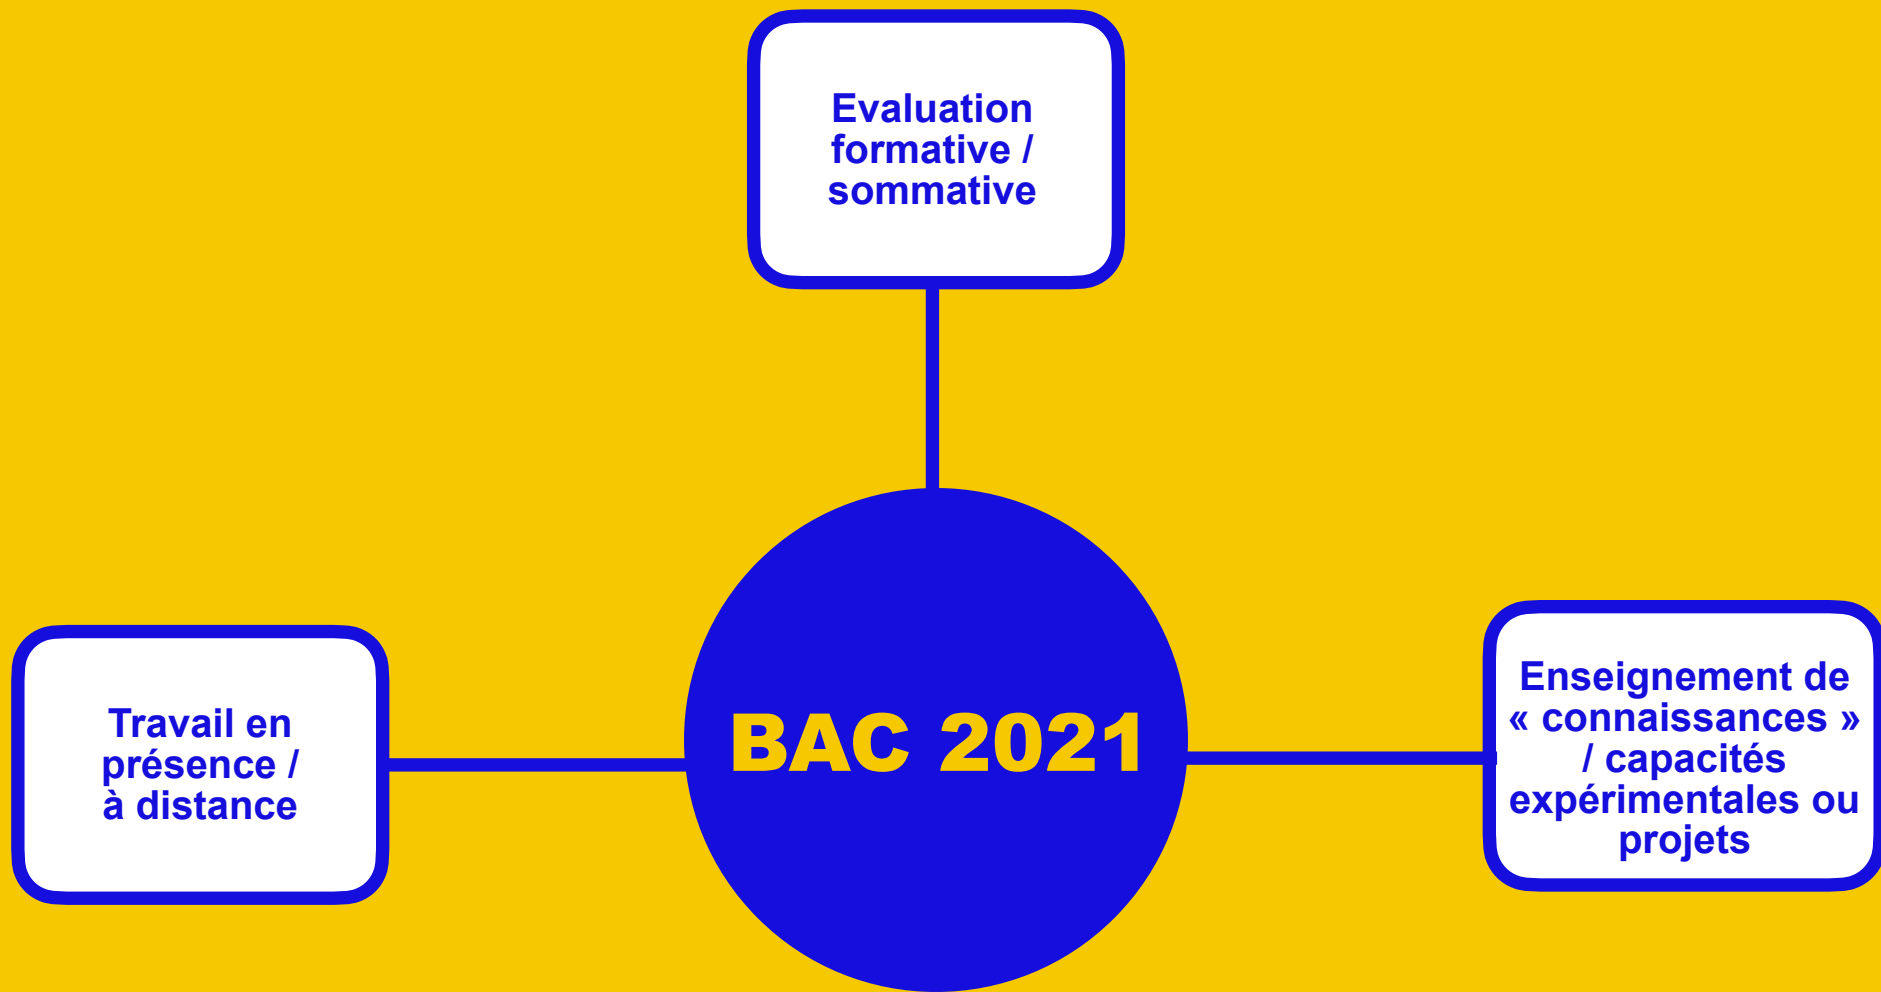 Evaluation
formative /
sommative
Travail en
présence /
à distance
BAC 2021
Enseignement de
« connaissances »
/ capacités
expérimentales ou
projets